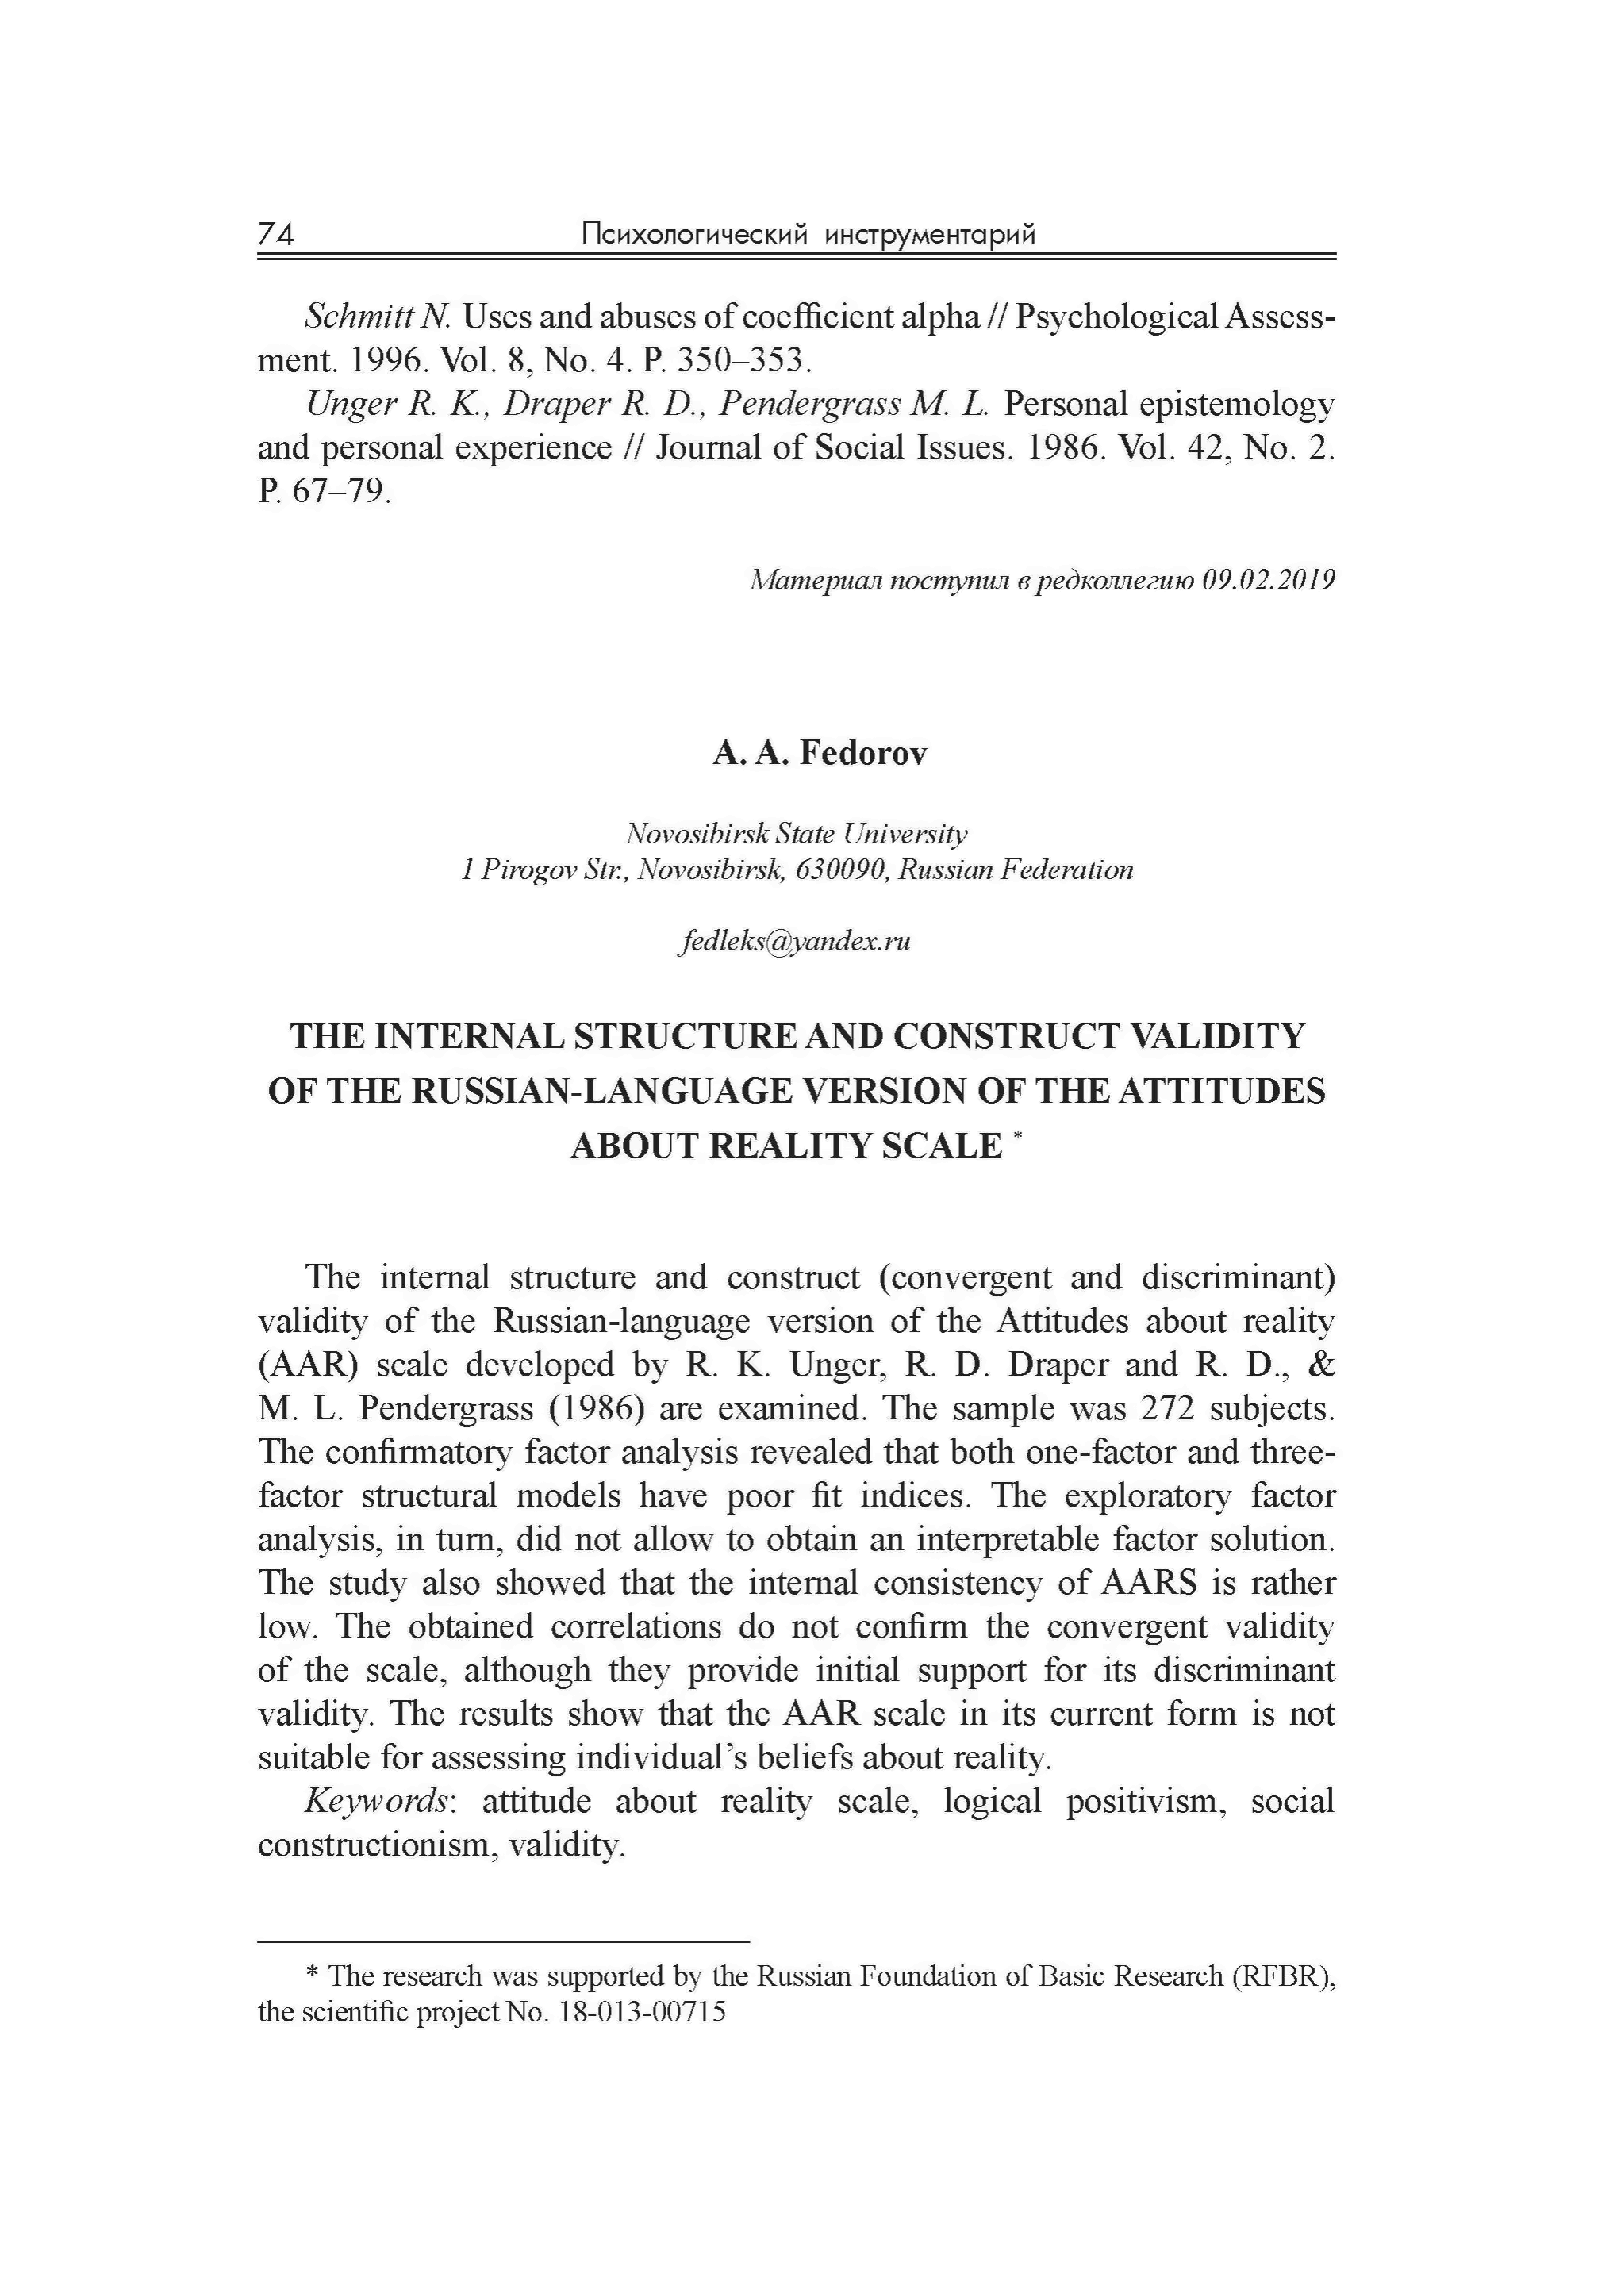 74 Психологический инструментарий
Schmitt N. Uses and abuses of coefficient alpha // Psychological Assess-
ment. 1996. Vol. 8, No. 4. P. 350–353.
Unger R. K., Draper R. D., Pendergrass M. L. Personal epistemology
and personal experience // Journal of Social Issues. 1986. Vol. 42, No. 2.
P. 67–79.
Материал поступил в редколлегию 09.02.2019
A. A. Fedorov
Novosibirsk State University
1 Pirogov Str., Novosibirsk, 630090, Russian Federation
fedleks@yandex.ru
THE INTERNAL STRUCTURE AND CONSTRUCT VALIDITY
OF THE RUSSIAN-LANGUAGE VERSION OF THE ATTITUDES
ABOUT REALITY SCALE *
The internal structure and construct (convergent and discriminant)
validity of the Russian-language version of the Attitudes about reality
(AAR) scale developed by R. K. Unger, R. D. Draper and R. D., &
M. L. Pendergrass (1986) are examined. The sample was 272 subjects.
The confirmatory factor analysis revealed that both one-factor and three-
factor structural models have poor fit indices. The exploratory factor
analysis, in turn, did not allow to obtain an interpretable factor solution.
The study also showed that the internal consistency of AARS is rather
low. The obtained correlations do not confirm the convergent validity
of the scale, although they provide initial support for its discriminant
validity. The results show that the AAR scale in its current form is not
suitable for assessing individual’s beliefs about reality.
Keywords: attitude about reality scale, logical positivism, social
constructionism, validity.
* The research was supported by the Russian Foundation of Basic Research (RFBR),
the scientific project No. 18-013-00715